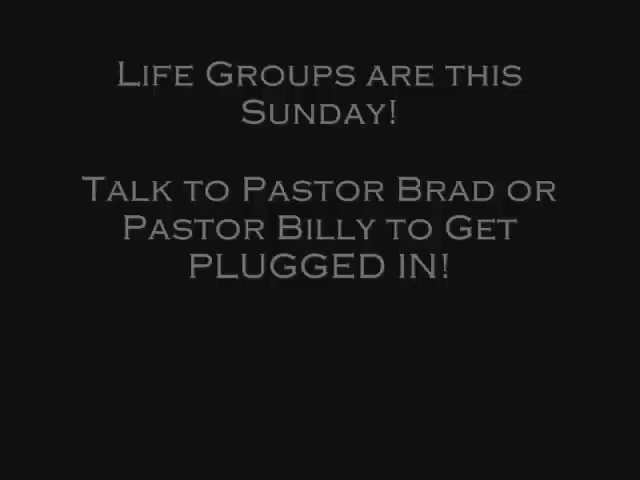 Life Groups are this
Sunday!
Talk to Pastor Brad or
Pastor Billy to Get
PLUGGED IN!